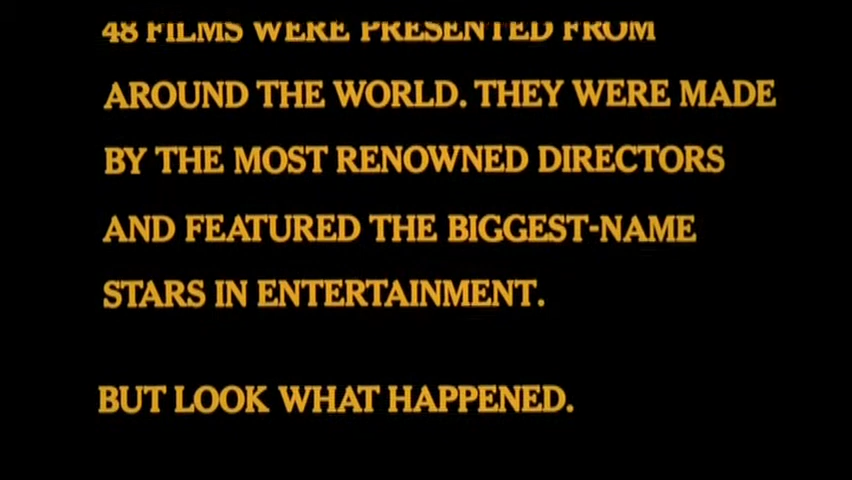 48 FILMS WERE PRESENTED FROM
AROUND THE WORLD. THEY WERE MADE
BY THE MOST RENOWNED DIRECTORS
AND FEATURED THE BIGGEST-NAME
STARS IN ENTERTAINMENT.
BUT LOOK WHAT HAPPENED.